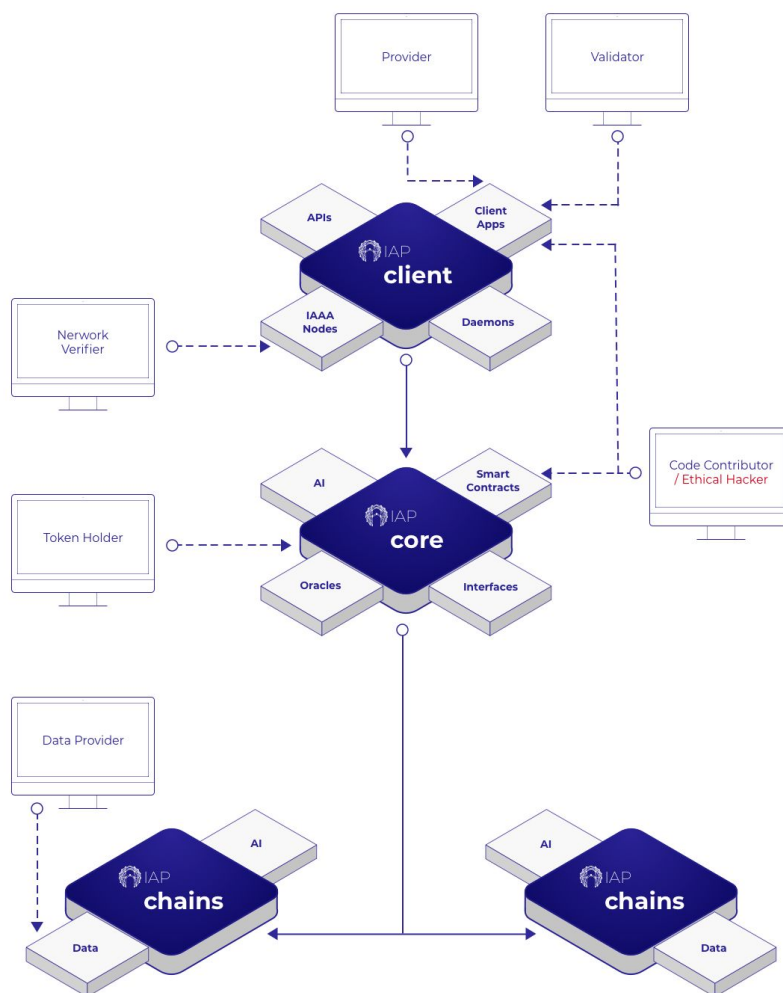 Provider
Validator
APIs
Client
Apps
IAP
client
IAAA
Nodes
Daemons
Nerwork
Verifier
AI
Smart
Contracts
Code Contributor
/ Ethical Hacker
IAP
core
Token Holder
Oracles
Interfaces
Data Provider
AI
IAP
chains
Data
AI
IAP
chains
Data